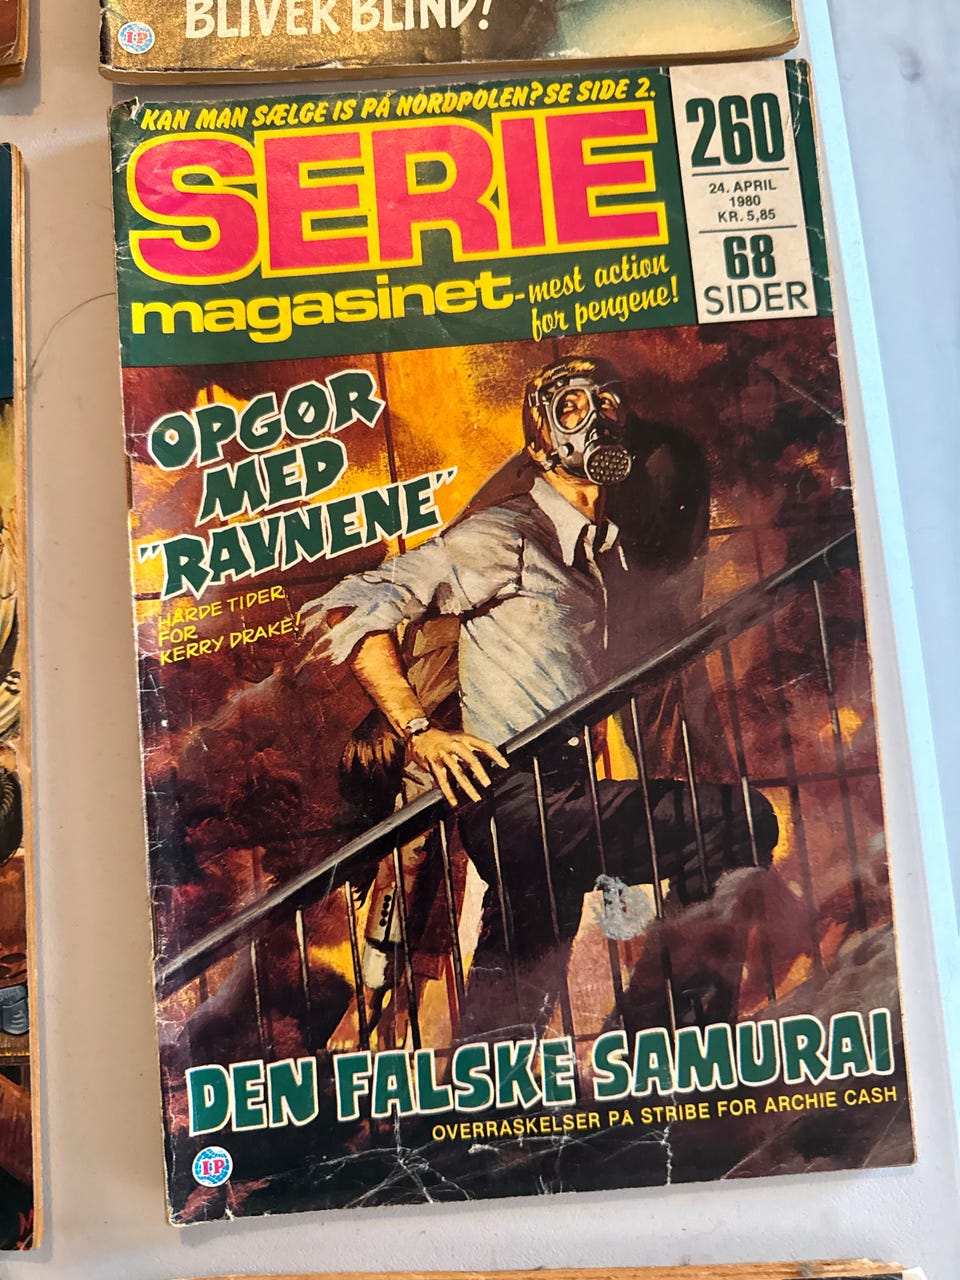 BLIVER BLIND!
I·P
KAN MAN SÆLGE IS PÅ NORDPOLEN? SE SIDE 2.
SERIE
magasinet - mest action
for pengene!
260
24. APRIL
1980
KR. 5,85
68
SIDER
OPGØR
MED
"RAVNENE"
HÅRDE TIDER
FOR
KERRY DRAKE!
DEN FALSKE SAMURAI
OVERRASKELSER PÅ STRIBE FOR ARCHIE CASH
I·P